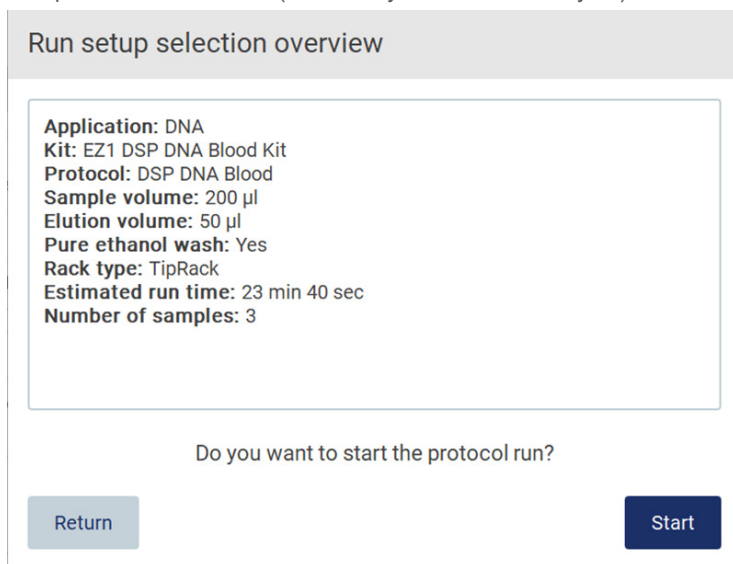 Run setup selection overview
Application: DNA
Kit: EZ1 DSP DNA Blood Kit
Protocol: DSP DNA Blood
Sample volume: 200 µl
Elution volume: 50 µl
Pure ethanol wash: Yes
Rack type: TipRack
Estimated run time: 23 min 40 sec
Number of samples: 3
Do you want to start the protocol run?
Return
Start